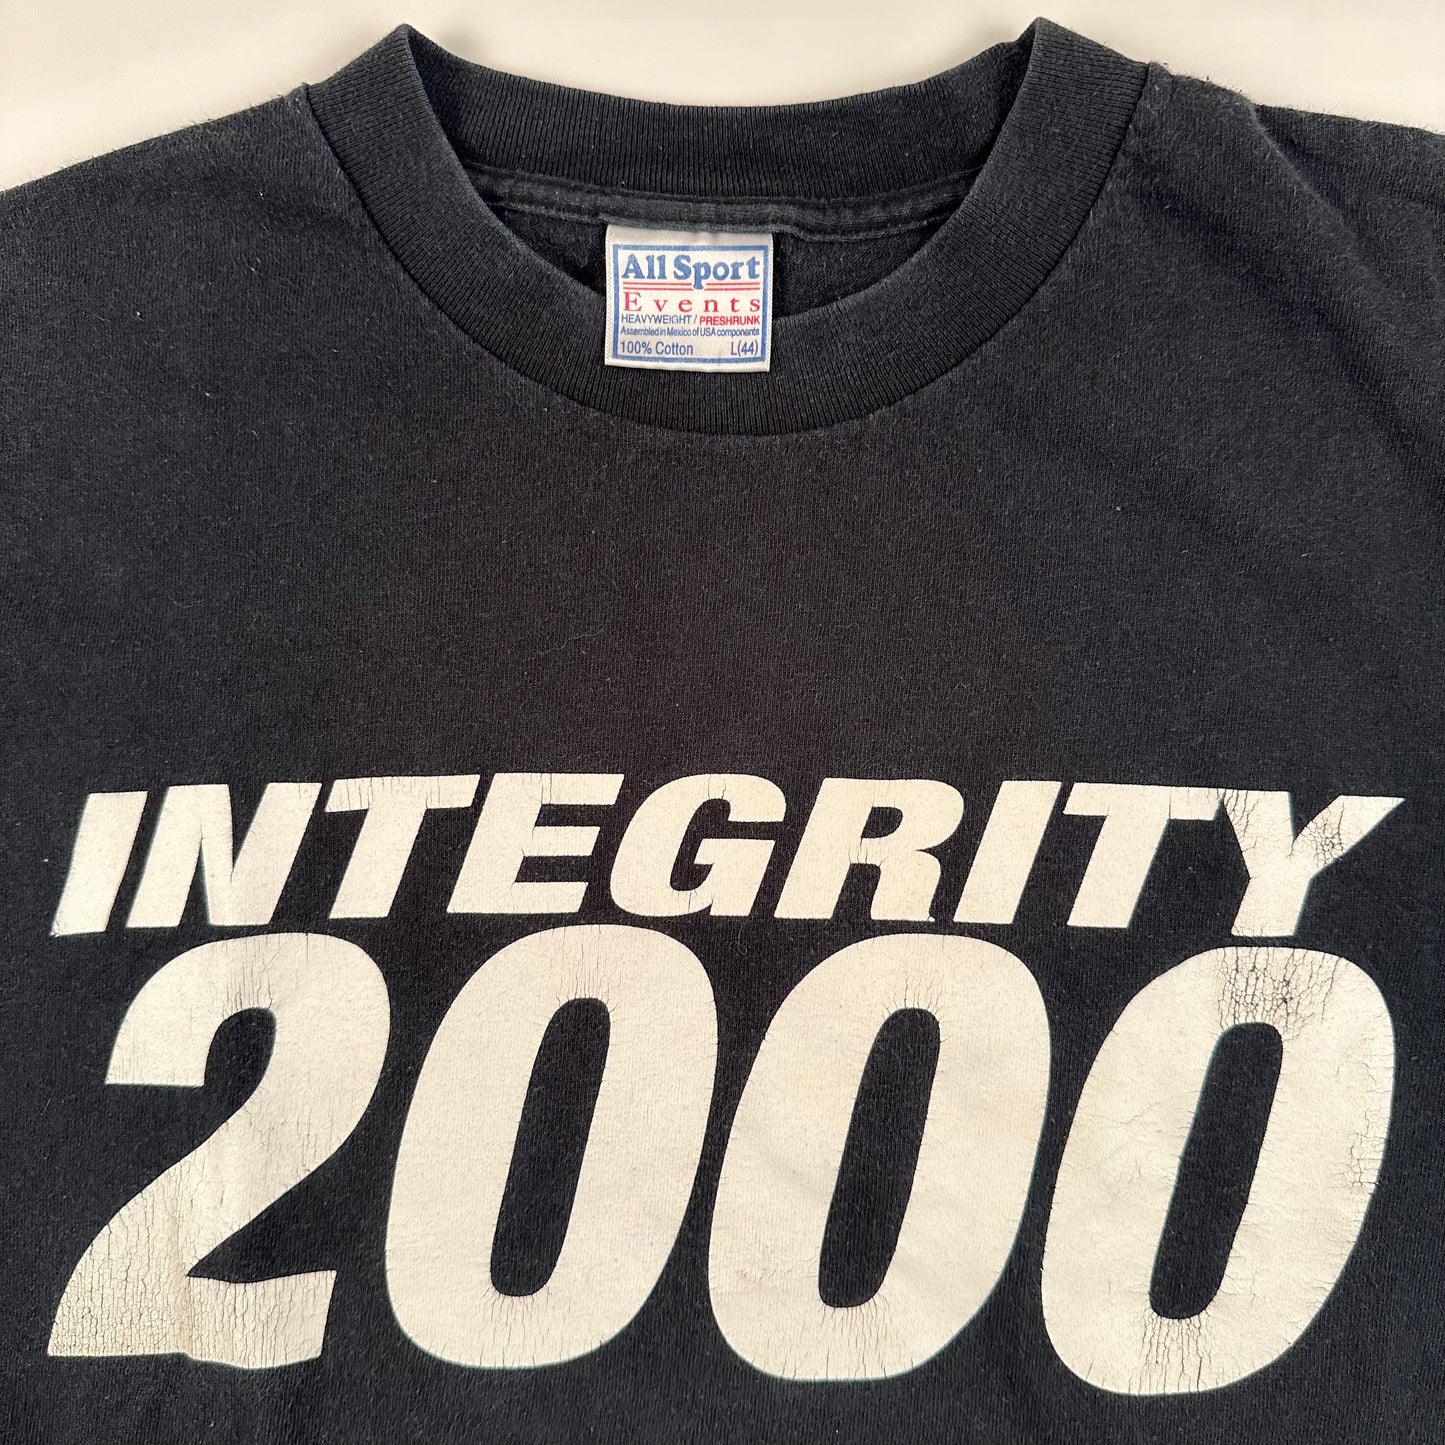 All Sport
Events
HEAVYWEIGHT / PRESHRUNK
Assembled in Mexico of USA components
100% Cotton L(44)
INTEGRITY
2000